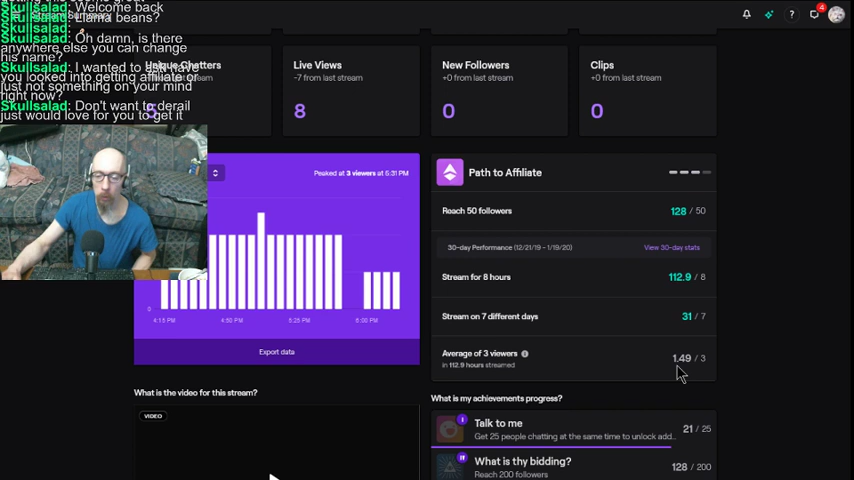 Skullsalad: Welcome back
Stream Summary
Skullsalad: Llama beans?
Skullsalad:
Skullsalad: Oh damn, is there
anywhere else you can change
his name?
Skullsalad: I wanted to ask have
you looked into getting affiliate or
just not something on your mind
right now?
Skullsalad: Don't want to derail
just would love for you to get it
4
Unique Chatters
5
Live Views
-7 from last stream
8
New Followers
+0 from last stream
0
Clips
+0 from last stream
0
Peaked at 3 viewers at 5:31 PM
0
4:15 PM
4:50 PM
5:25 PM
6:00 PM
Export data
Path to Affiliate
Reach 50 followers
128 / 50
30-day Performance (12/21/19 - 1/19/20)
View 30-day stats
Stream for 8 hours
112.9 / 8
Stream on 7 different days
31 / 7
Average of 3 viewers
in 112.9 hours streamed
1.49 / 3
What is the video for this stream?
VIDEO
What is my achievements progress?
Talk to me
Get 25 people chatting at the same time to unlock add...
21 / 25
What is thy bidding?
Reach 200 followers
128 / 200